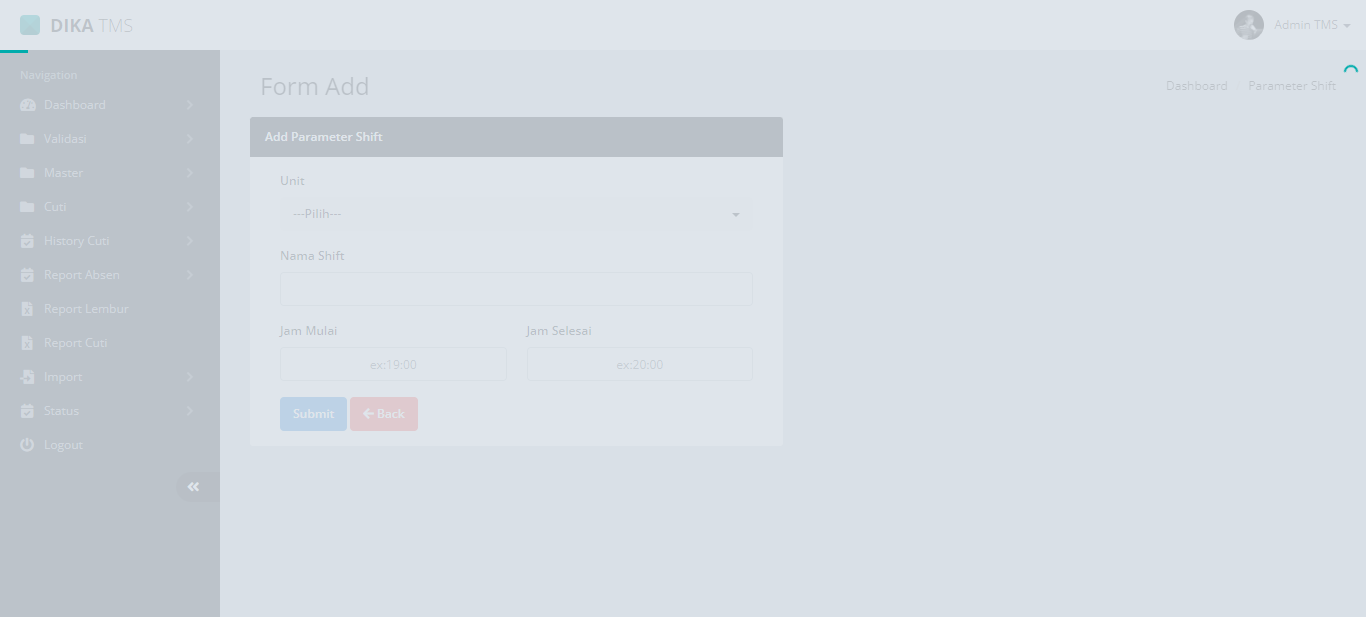 DIKA TMS
Admin TMS
Navigation
Dashboard
Validasi
Master
Cuti
History Cuti
Report Absen
Report Lembur
Report Cuti
Import
Status
Logout
Form Add
Dashboard
Parameter Shift
Add Parameter Shift
Unit
---Pilih---
Nama Shift
Jam Mulai
Jam Selesai
ex:19:00
ex:20:00
Submit
Back